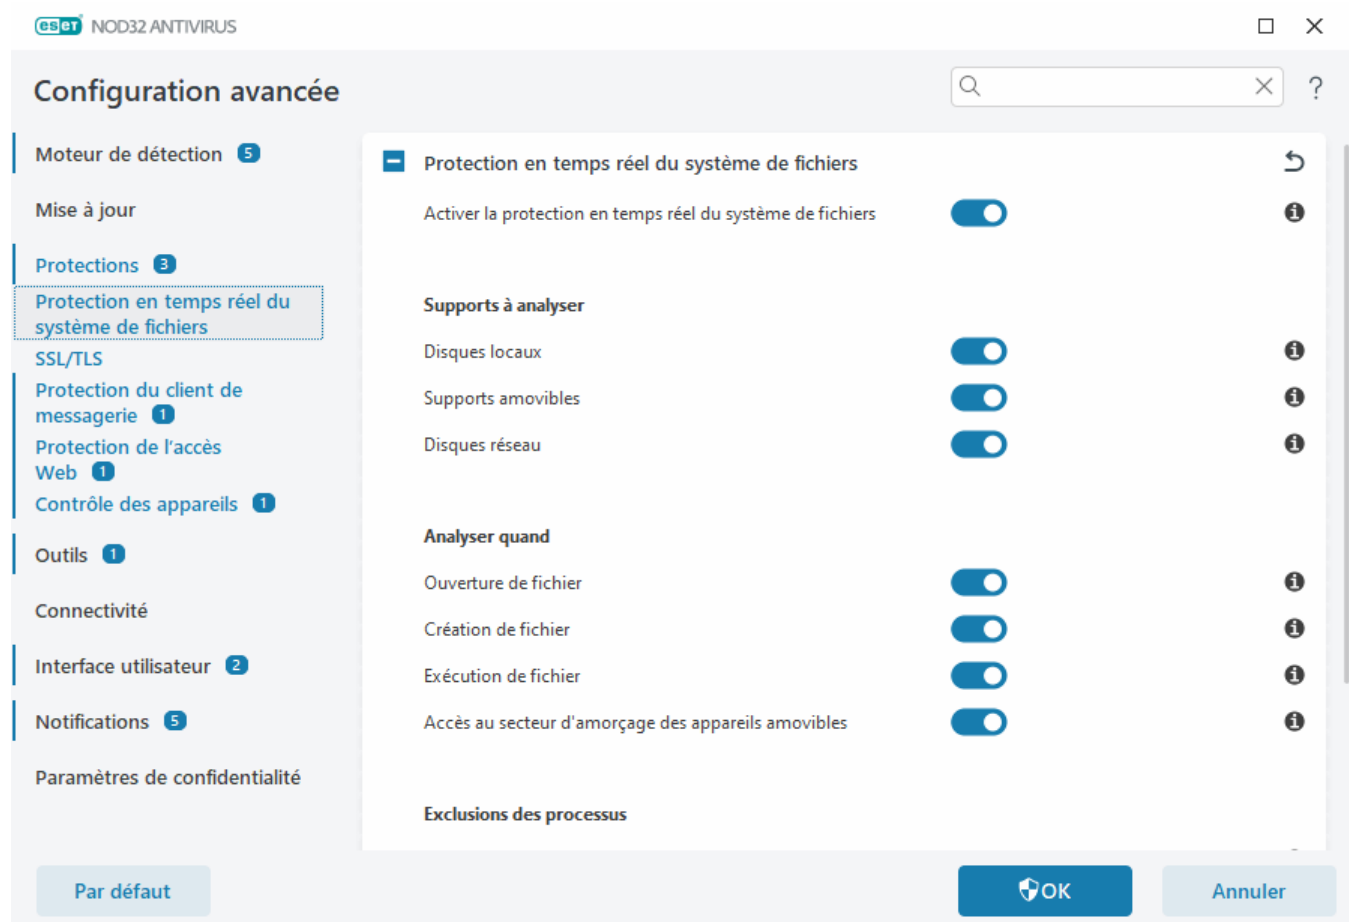 eset NOD32 ANTIVIRUS
Configuration avancée
?
Moteur de détection 5
Mise à jour
Protections 3
Protection en temps réel du
système de fichiers
SSL/TLS
Protection du client de
messagerie 1
Protection de l'accès
Web 1
Contrôle des appareils 1
Outils 1
Connectivité
Interface utilisateur 2
Notifications 5
Paramètres de confidentialité
Protection en temps réel du système de fichiers
Activer la protection en temps réel du système de fichiers
Supports à analyser
Disques locaux
Supports amovibles
Disques réseau
Analyser quand
Ouverture de fichier
Création de fichier
Exécution de fichier
Accès au secteur d'amorçage des appareils amovibles
Exclusions des processus
Par défaut
OK
Annuler